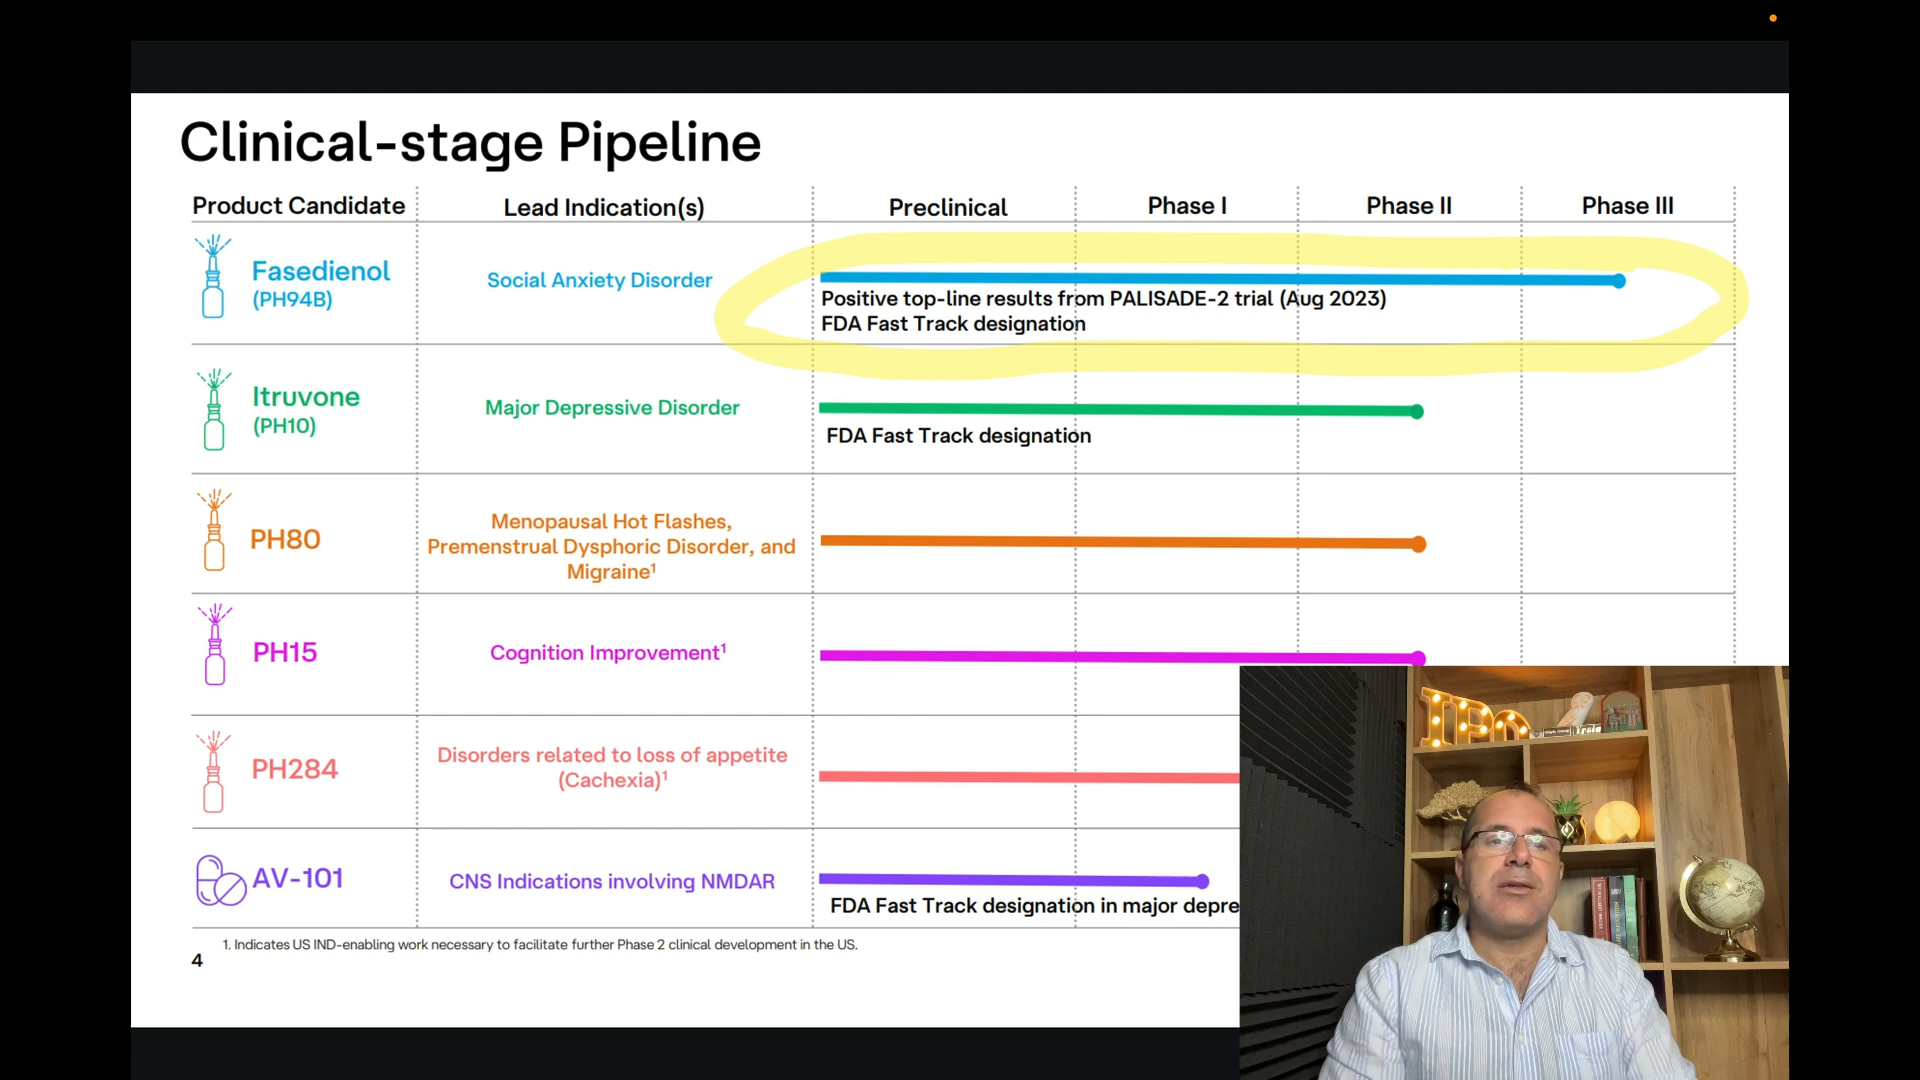 Clinical-stage Pipeline
Product Candidate
Lead Indication(s)
Preclinical
Phase I
Phase II
Phase III
Fasedienol
(PH94B)
Social Anxiety Disorder
Positive top-line results from PALISADE-2 trial (Aug 2023)
FDA Fast Track designation
Itruvone
(PH10)
Major Depressive Disorder
FDA Fast Track designation
PH80
Menopausal Hot Flashes,
Premenstrual Dysphoric Disorder, and
Migraine¹
PH15
Cognition Improvement¹
PH284
Disorders related to loss of appetite
(Cachexia)¹
AV-101
CNS Indications involving NMDAR
FDA Fast Track designation in major depre
1. Indicates US IND-enabling work necessary to facilitate further Phase 2 clinical development in the US.
4
IPO